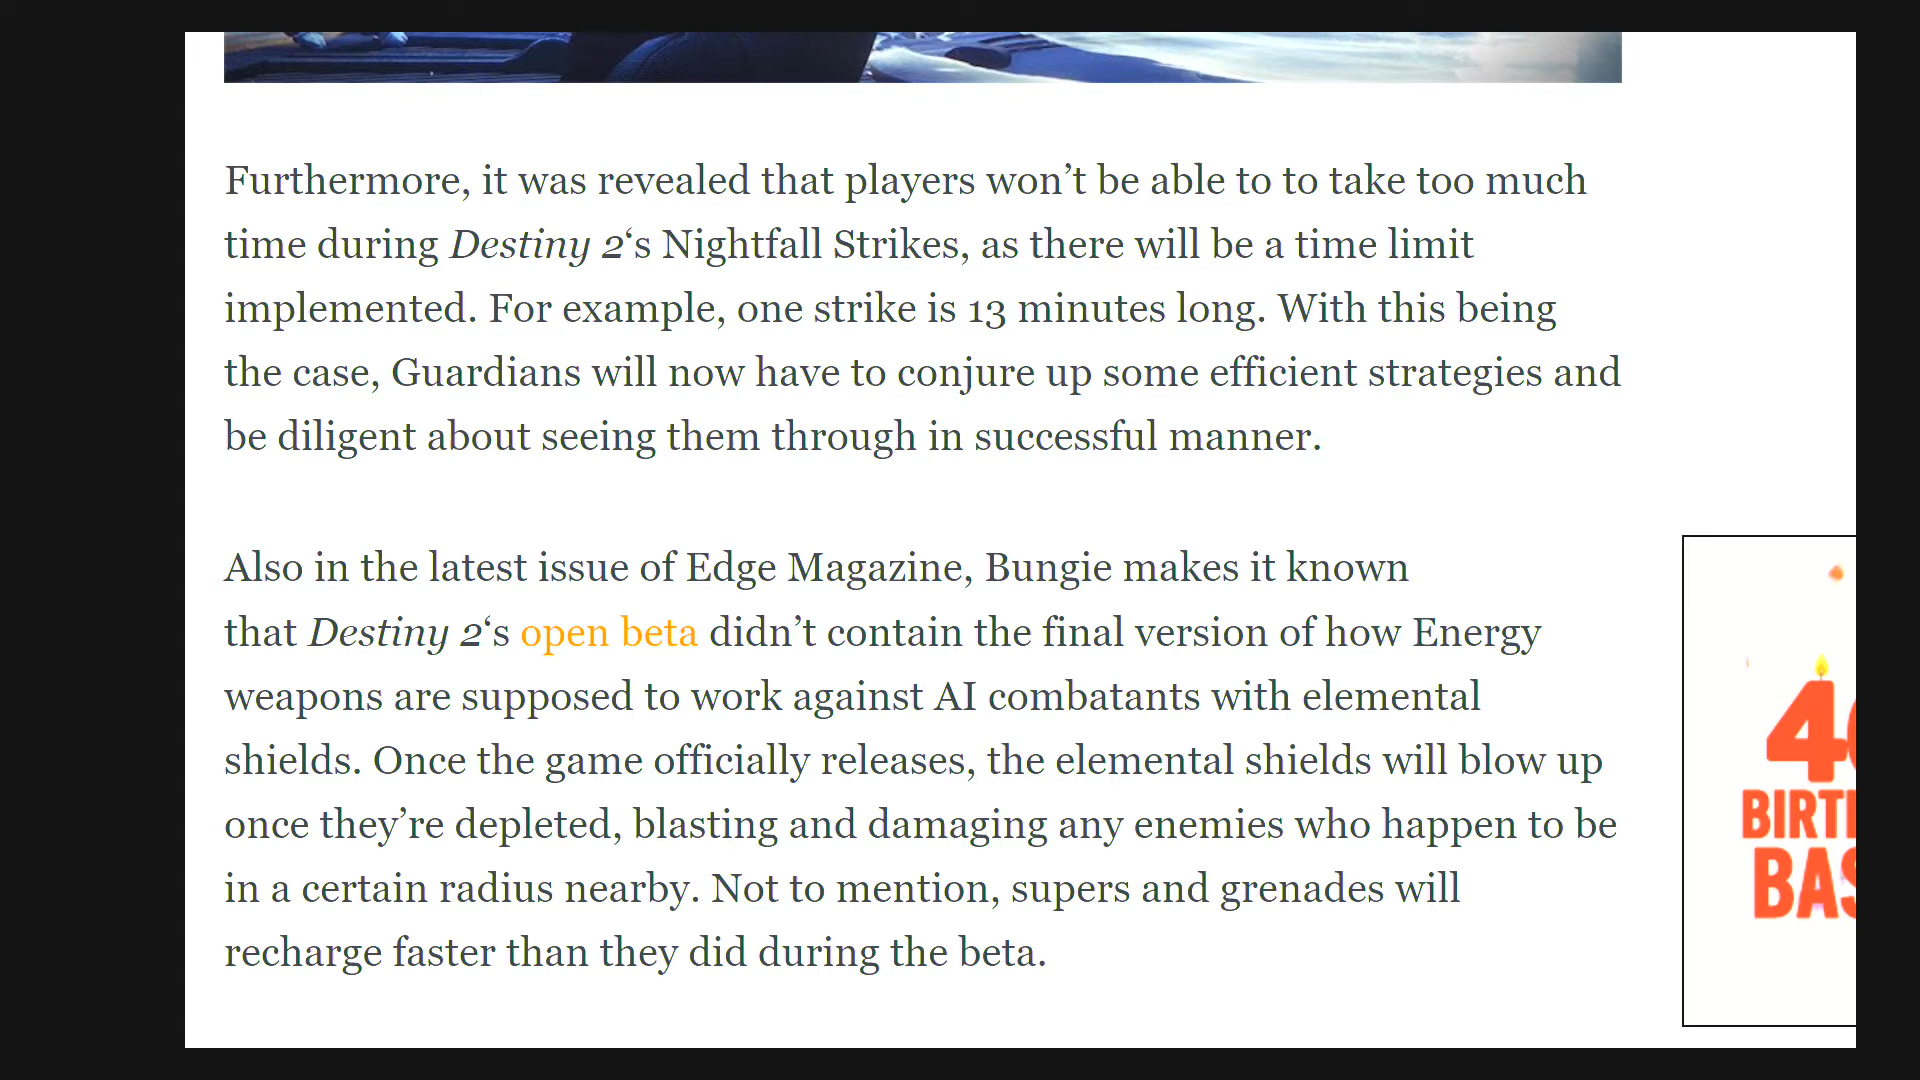 Furthermore, it was revealed that players won’t be able to to take too much
time during Destiny 2‘s Nightfall Strikes, as there will be a time limit
implemented. For example, one strike is 13 minutes long. With this being
the case, Guardians will now have to conjure up some efficient strategies and
be diligent about seeing them through in successful manner.
Also in the latest issue of Edge Magazine, Bungie makes it known
that Destiny 2‘s open beta didn’t contain the final version of how Energy
weapons are supposed to work against AI combatants with elemental
shields. Once the game officially releases, the elemental shields will blow up
once they’re depleted, blasting and damaging any enemies who happen to be
in a certain radius nearby. Not to mention, supers and grenades will
recharge faster than they did during the beta.